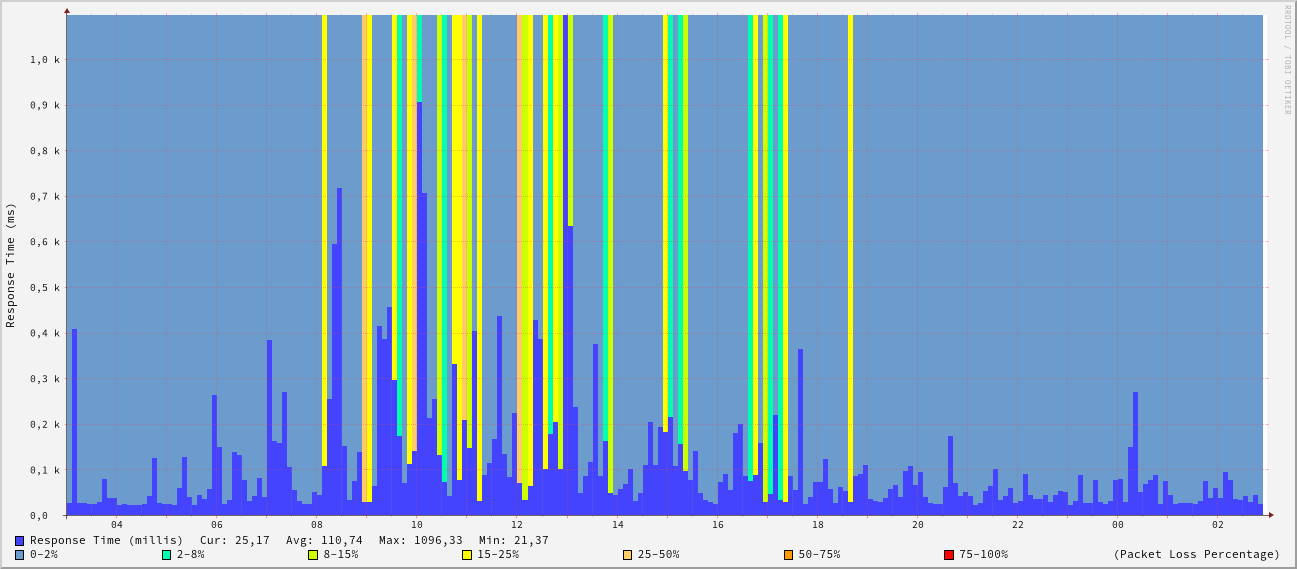 RRDTOOL / TOBI OETIKER
Response Time (ms)
1,0 k
0,9 k
0,8 k
0,7 k
0,6 k
0,5 k
0,4 k
0,3 k
0,2 k
0,1 k
0,0
04 06 08 10 12 14 16 18 20 22 00 02
Response Time (millis) Cur: 25,17 Avg: 110,74 Max: 1096,33 Min: 21,37
0-2% 2-8% 8-15% 15-25% 25-50% 50-75% 75-100% (Packet Loss Percentage)